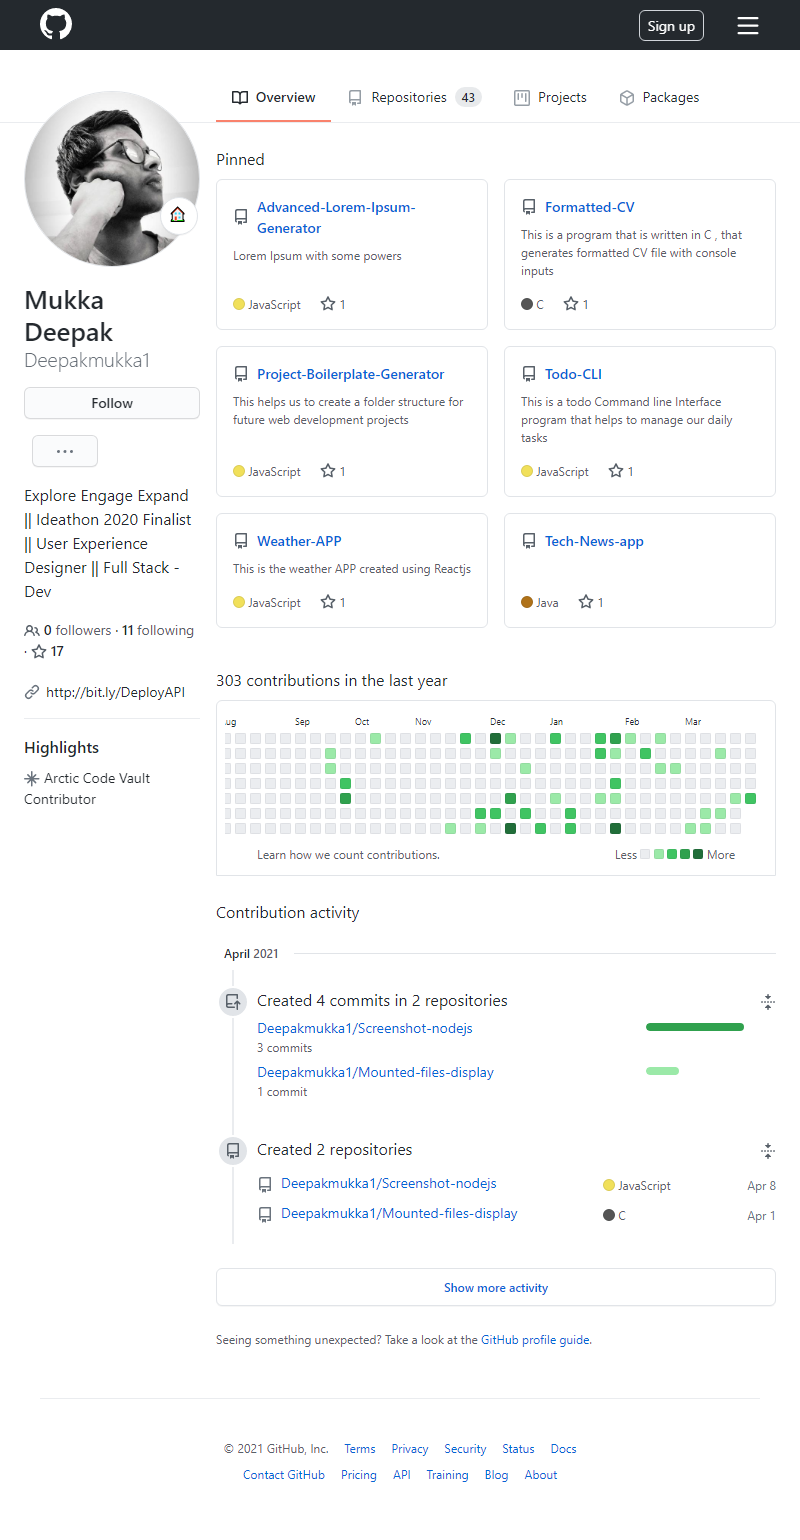 Sign up
Overview
Repositories 43
Projects
Packages
Mukka
Deepak
Deepakmukka1
Follow
...
Explore Engage Expand
|| Ideathon 2020 Finalist
|| User Experience
Designer || Full Stack -
Dev
0 followers · 11 following
· 17
http://bit.ly/DeployAPI
Highlights
Arctic Code Vault
Contributor
Pinned
Advanced-Lorem-Ipsum-
Generator
Lorem Ipsum with some powers
JavaScript 1
Formatted-CV
This is a program that is written in C , that
generates formatted CV file with console
inputs
C 1
Project-Boilerplate-Generator
This helps us to create a folder structure for
future web development projects
JavaScript 1
Todo-CLI
This is a todo Command line Interface
program that helps to manage our daily
tasks
JavaScript 1
Weather-APP
This is the weather APP created using Reactjs
JavaScript 1
Tech-News-app
Java 1
303 contributions in the last year
ug Sep Oct Nov Dec Jan Feb Mar
Learn how we count contributions.
Less More
Contribution activity
April 2021
Created 4 commits in 2 repositories
Deepakmukka1/Screenshot-nodejs
3 commits
Deepakmukka1/Mounted-files-display
1 commit
Created 2 repositories
Deepakmukka1/Screenshot-nodejs JavaScript Apr 8
Deepakmukka1/Mounted-files-display C Apr 1
Show more activity
Seeing something unexpected? Take a look at the GitHub profile guide.
© 2021 GitHub, Inc. Terms Privacy Security Status Docs
Contact GitHub Pricing API Training Blog About